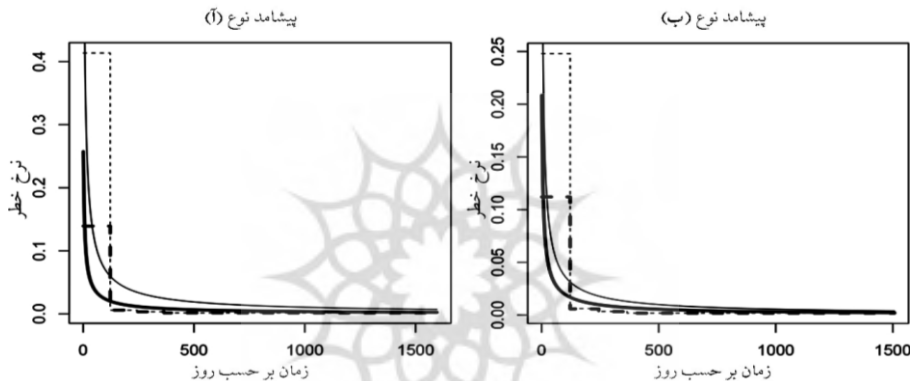 پیشامد نوع (آ)
پیشامد نوع (ب)
نرخ خطر
0.4
0.3
0.2
0.1
0.0
0 500 1000 1500
زمان بر حسب روز
نرخ خطر
0.25
0.20
0.15
0.10
0.05
0.00
0 500 1000 1500
زمان بر حسب روز